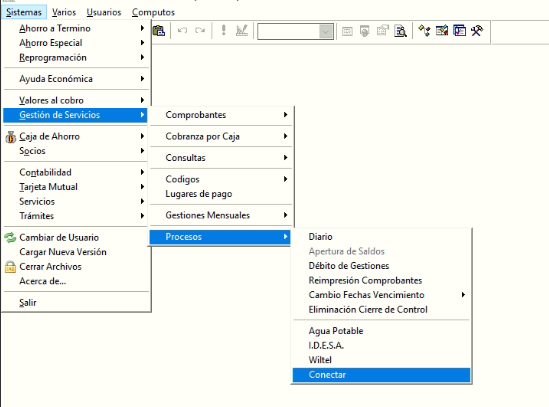 Sistemas Varios Usuarios Computos
Ahorro a Termino
Ahorro Especial
Reprogramación
Ayuda Económica
Valores al cobro
Gestión de Servicios
Caja de Ahorro
Socios
Contabilidad
Tarjeta Mutual
Servicios
Trámites
Cambiar de Usuario
Cargar Nueva Versión
Cerrar Archivos
Acerca de...
Salir
Comprobantes
Cobranza por Caja
Consultas
Codigos
Lugares de pago
Gestiones Mensuales
Procesos
Diario
Apertura de Saldos
Débito de Gestiones
Reimpresión Comprobantes
Cambio Fechas Vencimiento
Eliminación Cierre de Control
Agua Potable
I.D.E.S.A.
Wiltel
Conectar